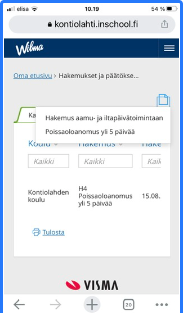 elisa
10.19
54 %
kontiolahti.inschool.fi
Wilma
Oma etusivu › Hakemukset ja päätökse...
Hakemus aamu- ja iltapäivätoimintaan
Poissaoloanomus yli 5 päivää
Koulu
Hakemus
Hake
Kaikki
Kaikki
Kaik
Kontiolahden
koulu
H4
Poissaoloanomus
yli 5 päivää
15.08.
Tulosta
VISMA
20